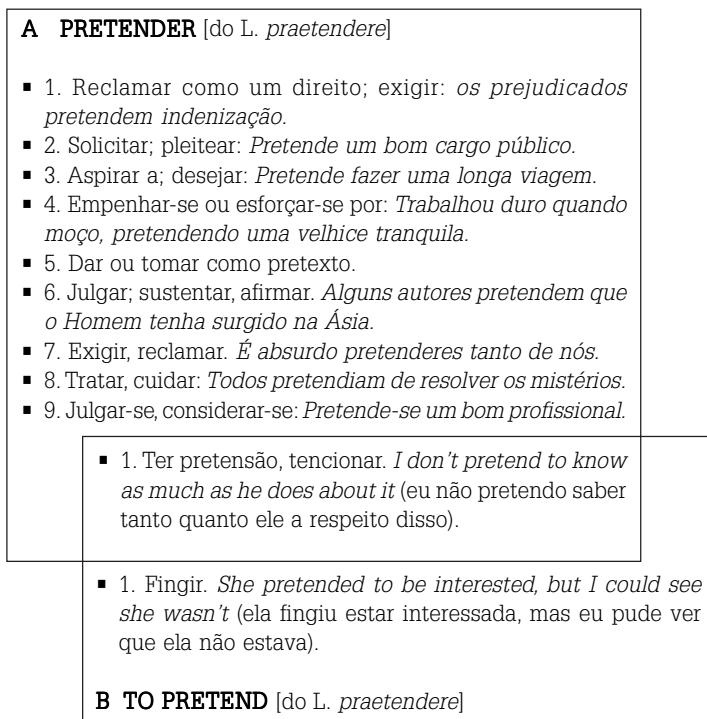 A PRETENDER [do L. praetendere]
▪ 1. Reclamar como um direito; exigir: os prejudicados
pretendem indenização.
▪ 2. Solicitar; pleitear: Pretende um bom cargo público.
▪ 3. Aspirar a; desejar: Pretende fazer uma longa viagem.
▪ 4. Empenhar-se ou esforçar-se por: Trabalhou duro quando
moço, pretendendo uma velhice tranquila.
▪ 5. Dar ou tomar como pretexto.
▪ 6. Julgar; sustentar, afirmar. Alguns autores pretendem que
o Homem tenha surgido na Ásia.
▪ 7. Exigir, reclamar. É absurdo pretenderes tanto de nós.
▪ 8. Tratar, cuidar: Todos pretendiam de resolver os mistérios.
▪ 9. Julgar-se, considerar-se: Pretende-se um bom profissional.
▪ 1. Ter pretensão, tencionar. I don't pretend to know
as much as he does about it (eu não pretendo saber
tanto quanto ele a respeito disso).
▪ 1. Fingir. She pretended to be interested, but I could see
she wasn't (ela fingiu estar interessada, mas eu pude ver
que ela não estava).
B TO PRETEND [do L. praetendere]